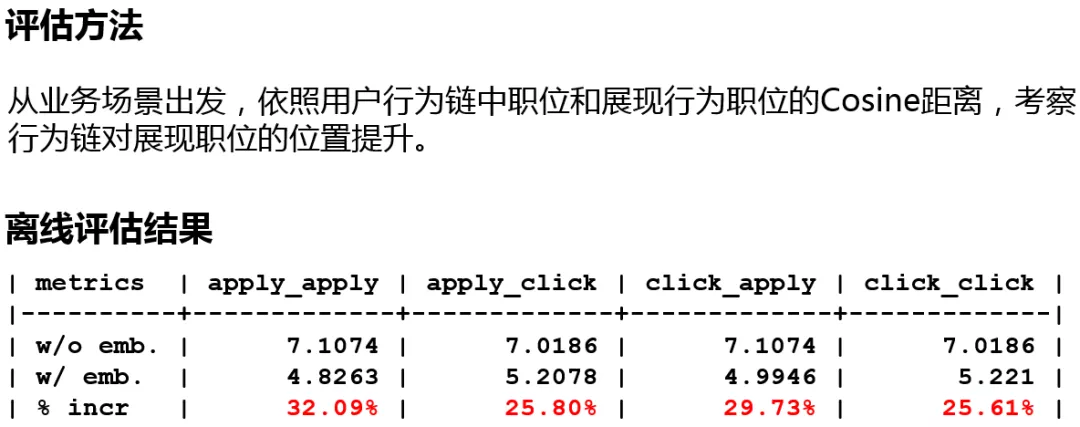 评估方法
从业务场景出发，依照用户行为链中职位和展现行为职位的Cosine距离，考察
行为链对展现职位的位置提升。
离线评估结果
| metrics | apply_apply | apply_click | click_apply | click_click |
|----------+-------------+-------------+-------------+-------------|
| w/o emb. | 7.1074 | 7.0186 | 7.1074 | 7.0186 |
| w/ emb. | 4.8263 | 5.2078 | 4.9946 | 5.221 |
| % incr | 32.09% | 25.80% | 29.73% | 25.61% |